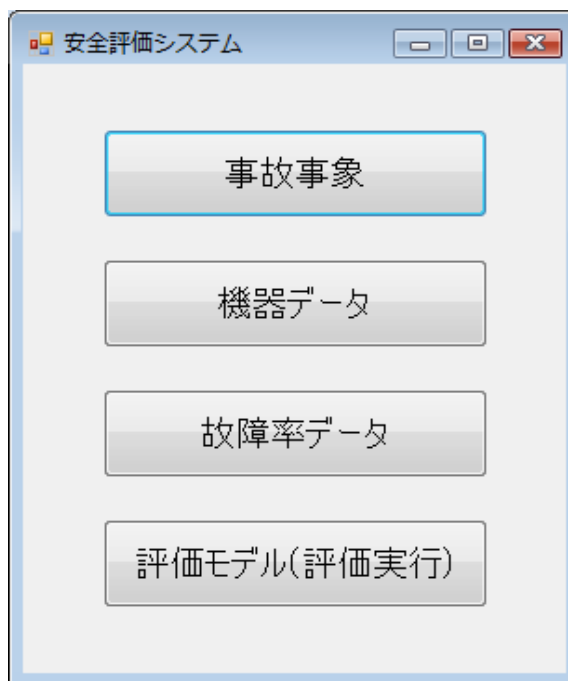 安全評価システム
事故事象
機器データ
故障率データ
評価モデル(評価実行)